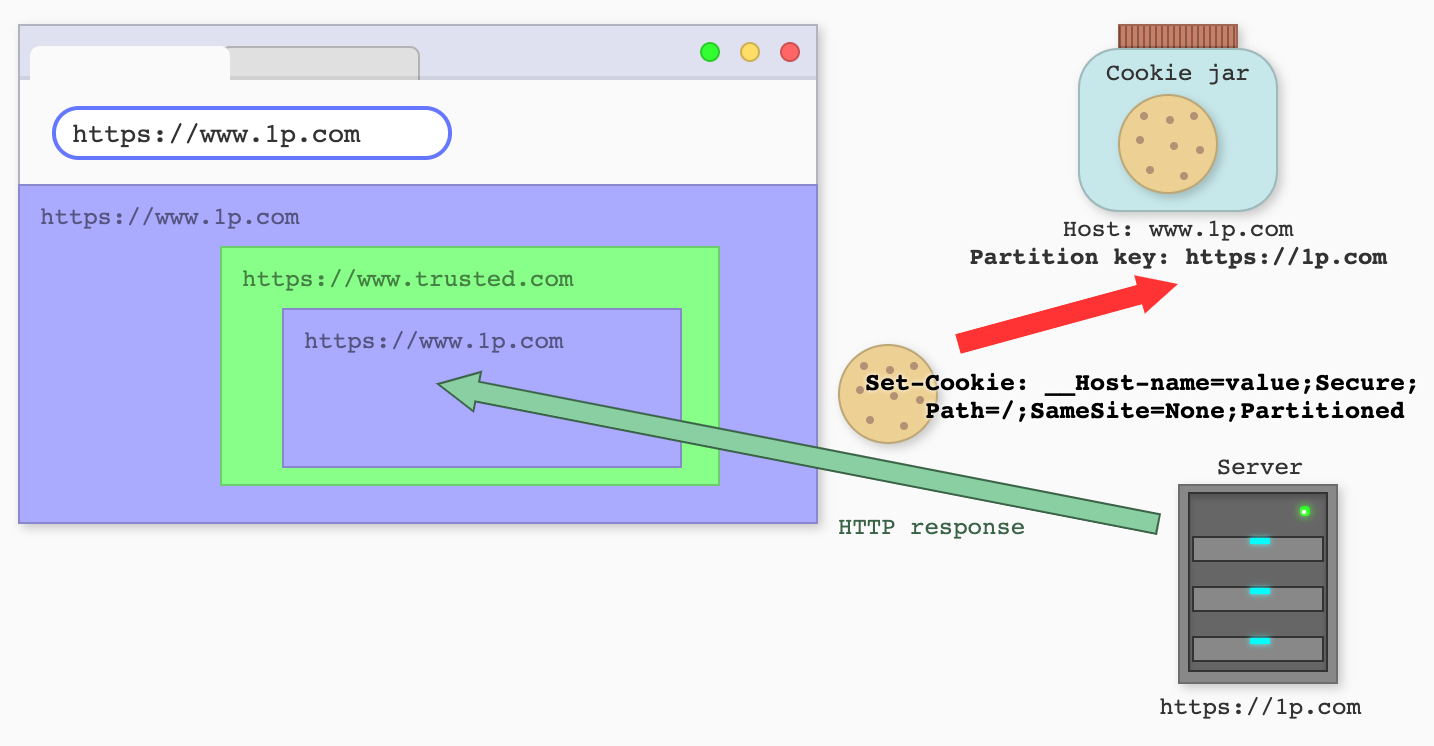 https://www.1p.com
https://www.1p.com
https://www.trusted.com
https://www.1p.com
Cookie jar
Host: www.1p.com
Partition key: https://1p.com
Set-Cookie: __Host-name=value;Secure;
Path=/;SameSite=None;Partitioned
HTTP response
Server
https://1p.com